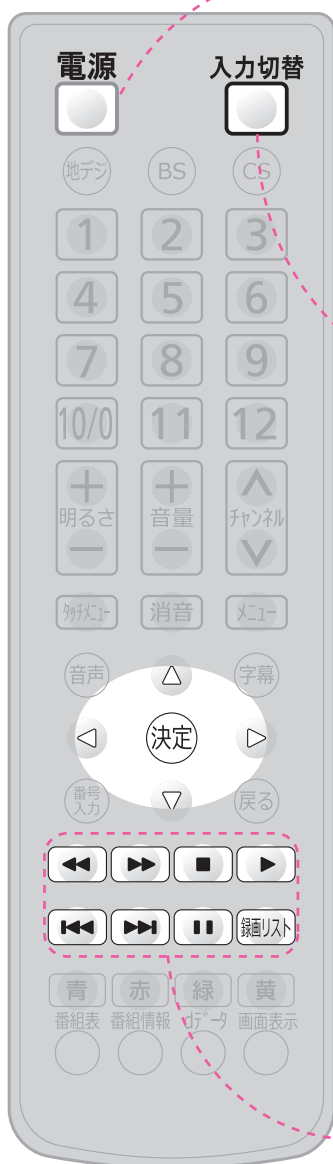 電源 入力切替
地デジ BS CS
1 2 3
4 5 6
7 8 9
10/0 11 12
明るさ 音量 チャンネル
タッチメニュー 消音 メニュー
音声 字幕
決定
番号
入力
戻る
録画リスト
青 赤 緑 黄
番組表 番組情報 dデータ 画面表示